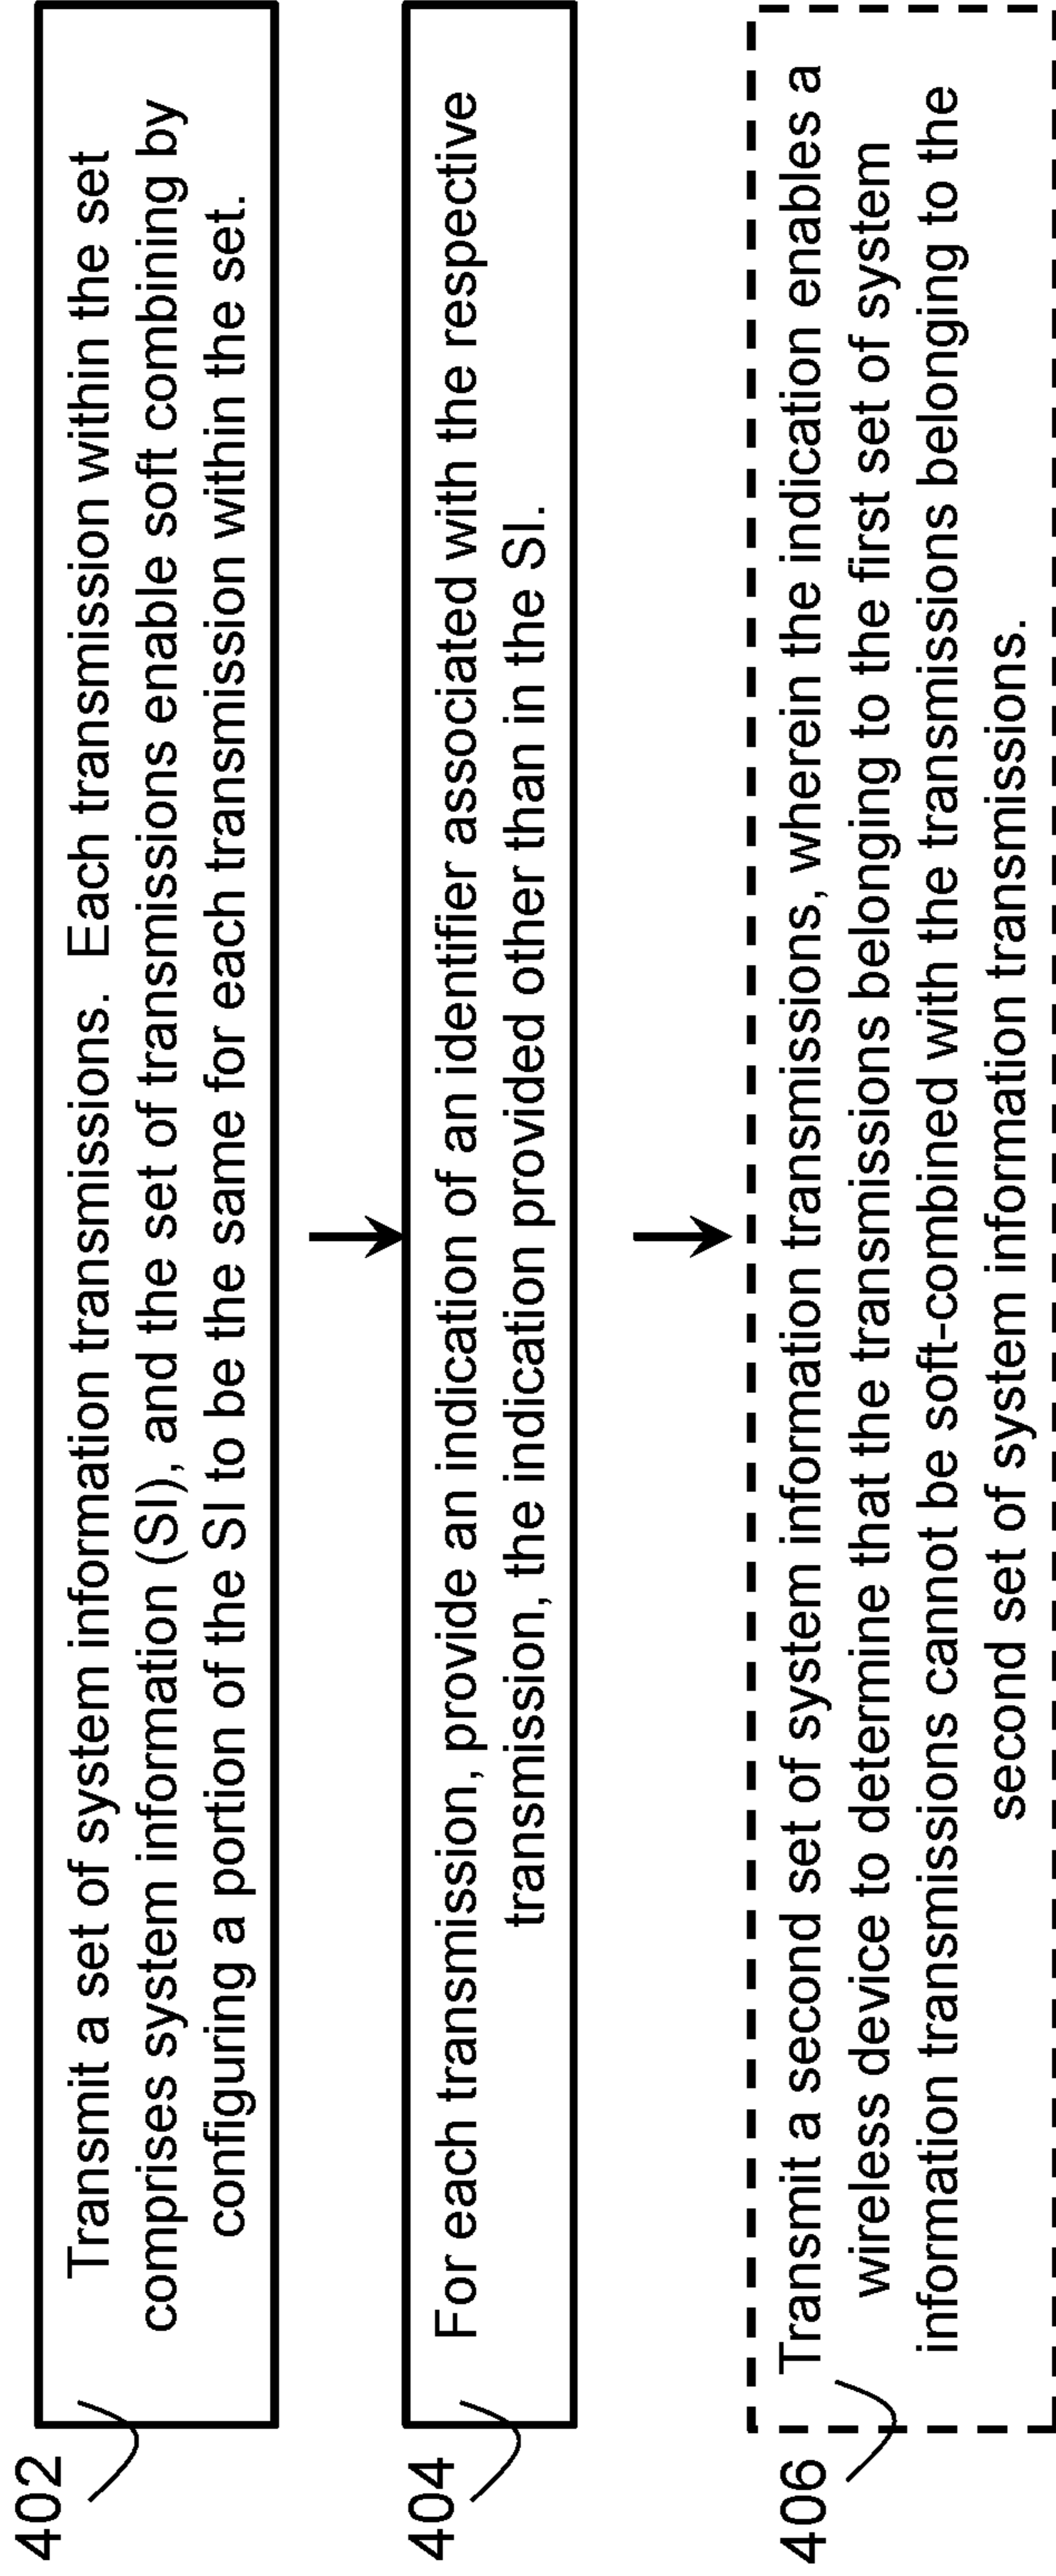 402
Transmit a set of system information transmissions. Each transmission within the set
comprises system information (SI), and the set of transmissions enable soft combining by
configuring a portion of the SI to be the same for each transmission within the set.
404
For each transmission, provide an indication of an identifier associated with the respective
transmission, the indication provided other than in the SI.
406
Transmit a second set of system information transmissions, wherein the indication enables a
wireless device to determine that the transmissions belonging to the first set of system
information transmissions cannot be soft-combined with the transmissions belonging to the
second set of system information transmissions.